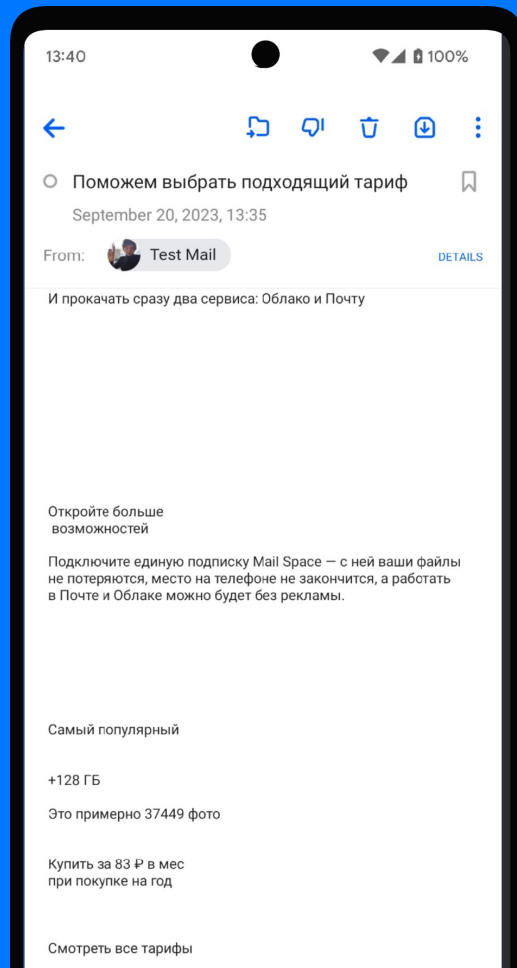 13:40
100%
Поможем выбрать подходящий тариф
September 20, 2023, 13:35
From: Test Mail
DETAILS
И прокачать сразу два сервиса: Облако и Почту
Откройте больше
возможностей
Подключите единую подписку Mail Space — с ней ваши файлы
не потеряются, место на телефоне не закончится, а работать
в Почте и Облаке можно будет без рекламы.
Самый популярный
+128 ГБ
Это примерно 37449 фото
Купить за 83 ₽ в мес
при покупке на год
Смотреть все тарифы